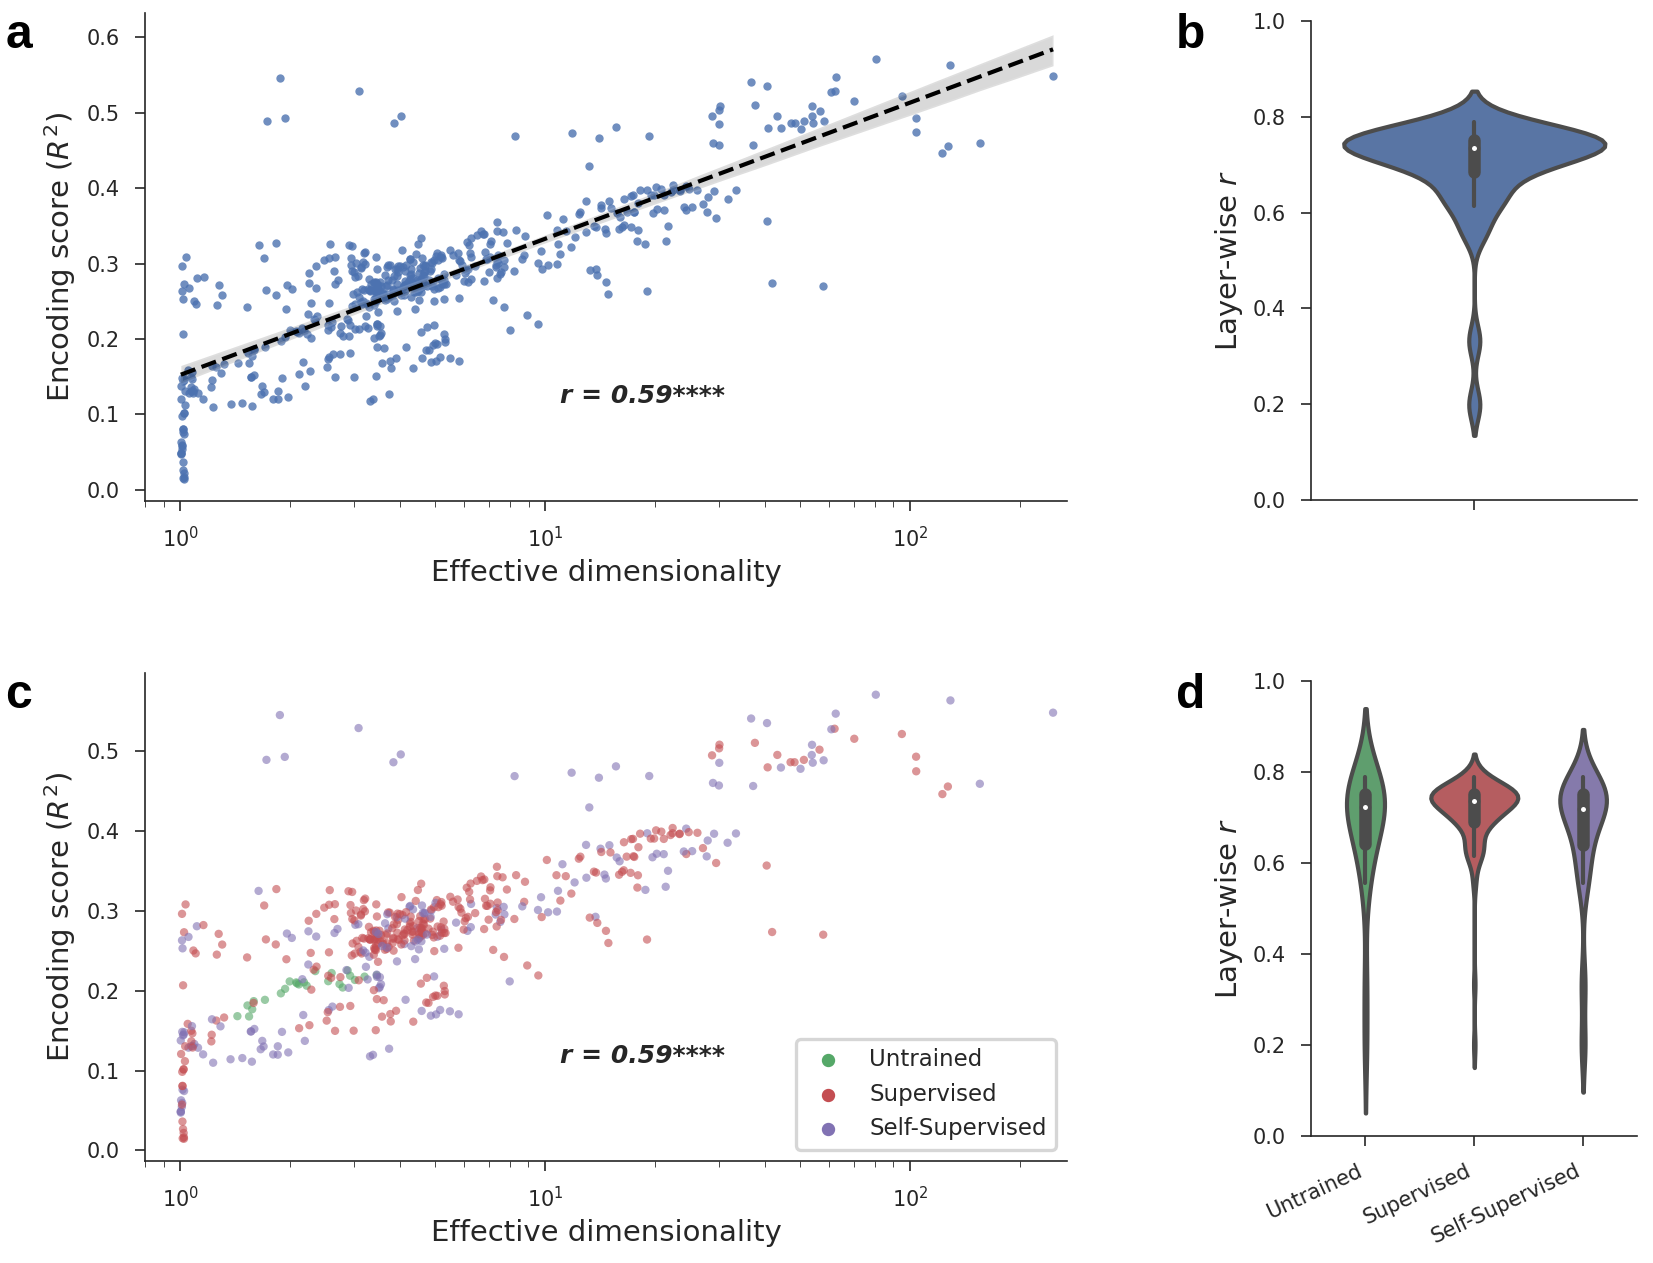 a
0.6
0.5
0.4
0.3
0.2
0.1
0.0
Encoding score (R²)
r = 0.59****
10⁰
10¹
10²
Effective dimensionality
b
1.0
0.8
0.6
0.4
0.2
0.0
Layer-wise r
c
0.5
0.4
0.3
0.2
0.1
0.0
Encoding score (R²)
r = 0.59****
Untrained
Supervised
Self-Supervised
10⁰
10¹
10²
Effective dimensionality
d
1.0
0.8
0.6
0.4
0.2
0.0
Layer-wise r
Untrained
Supervised
Self-Supervised